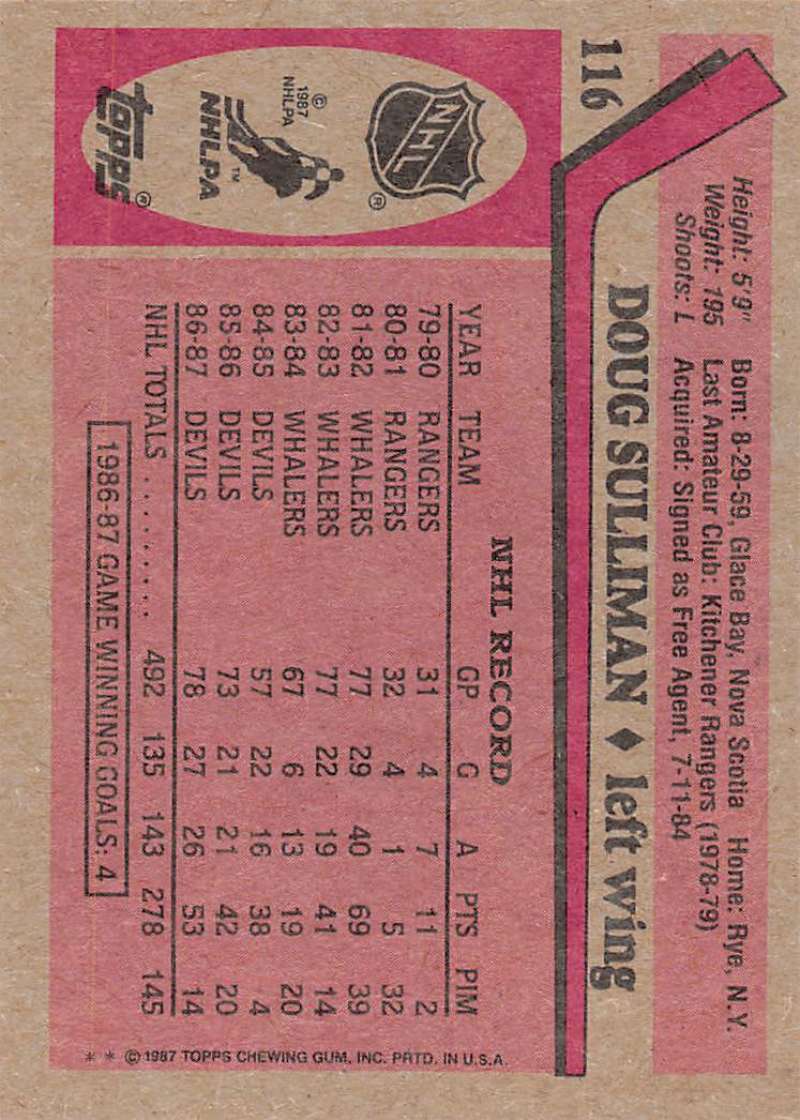 116
DOUG SULLIMAN ♦ left wing
Height: 5'9" Born: 8-29-59, Glace Bay, Nova Scotia Home: Rye, N.Y.
Weight: 195 Last Amateur Club: Kitchener Rangers (1978-79)
Shoots: L Acquired: Signed as Free Agent, 7-11-84
NHL
®
© 1987
NHLPA
NHLPA
™
TOPPS®
NHL RECORD
YEAR TEAM GP G A PTS PIM
79-80 RANGERS 31 4 7 11 2
80-81 RANGERS 32 4 1 5 32
81-82 WHALERS 77 29 40 69 39
82-83 WHALERS 77 22 19 41 14
83-84 WHALERS 67 6 13 19 20
84-85 DEVILS 57 22 16 38 4
85-86 DEVILS 73 21 21 42 20
86-87 DEVILS 78 27 26 53 14
NHL TOTALS ......... 492 135 143 278 145
1986-87 GAME WINNING GOALS: 4
* * © 1987 TOPPS CHEWING GUM, INC. PRTD. IN U.S.A.